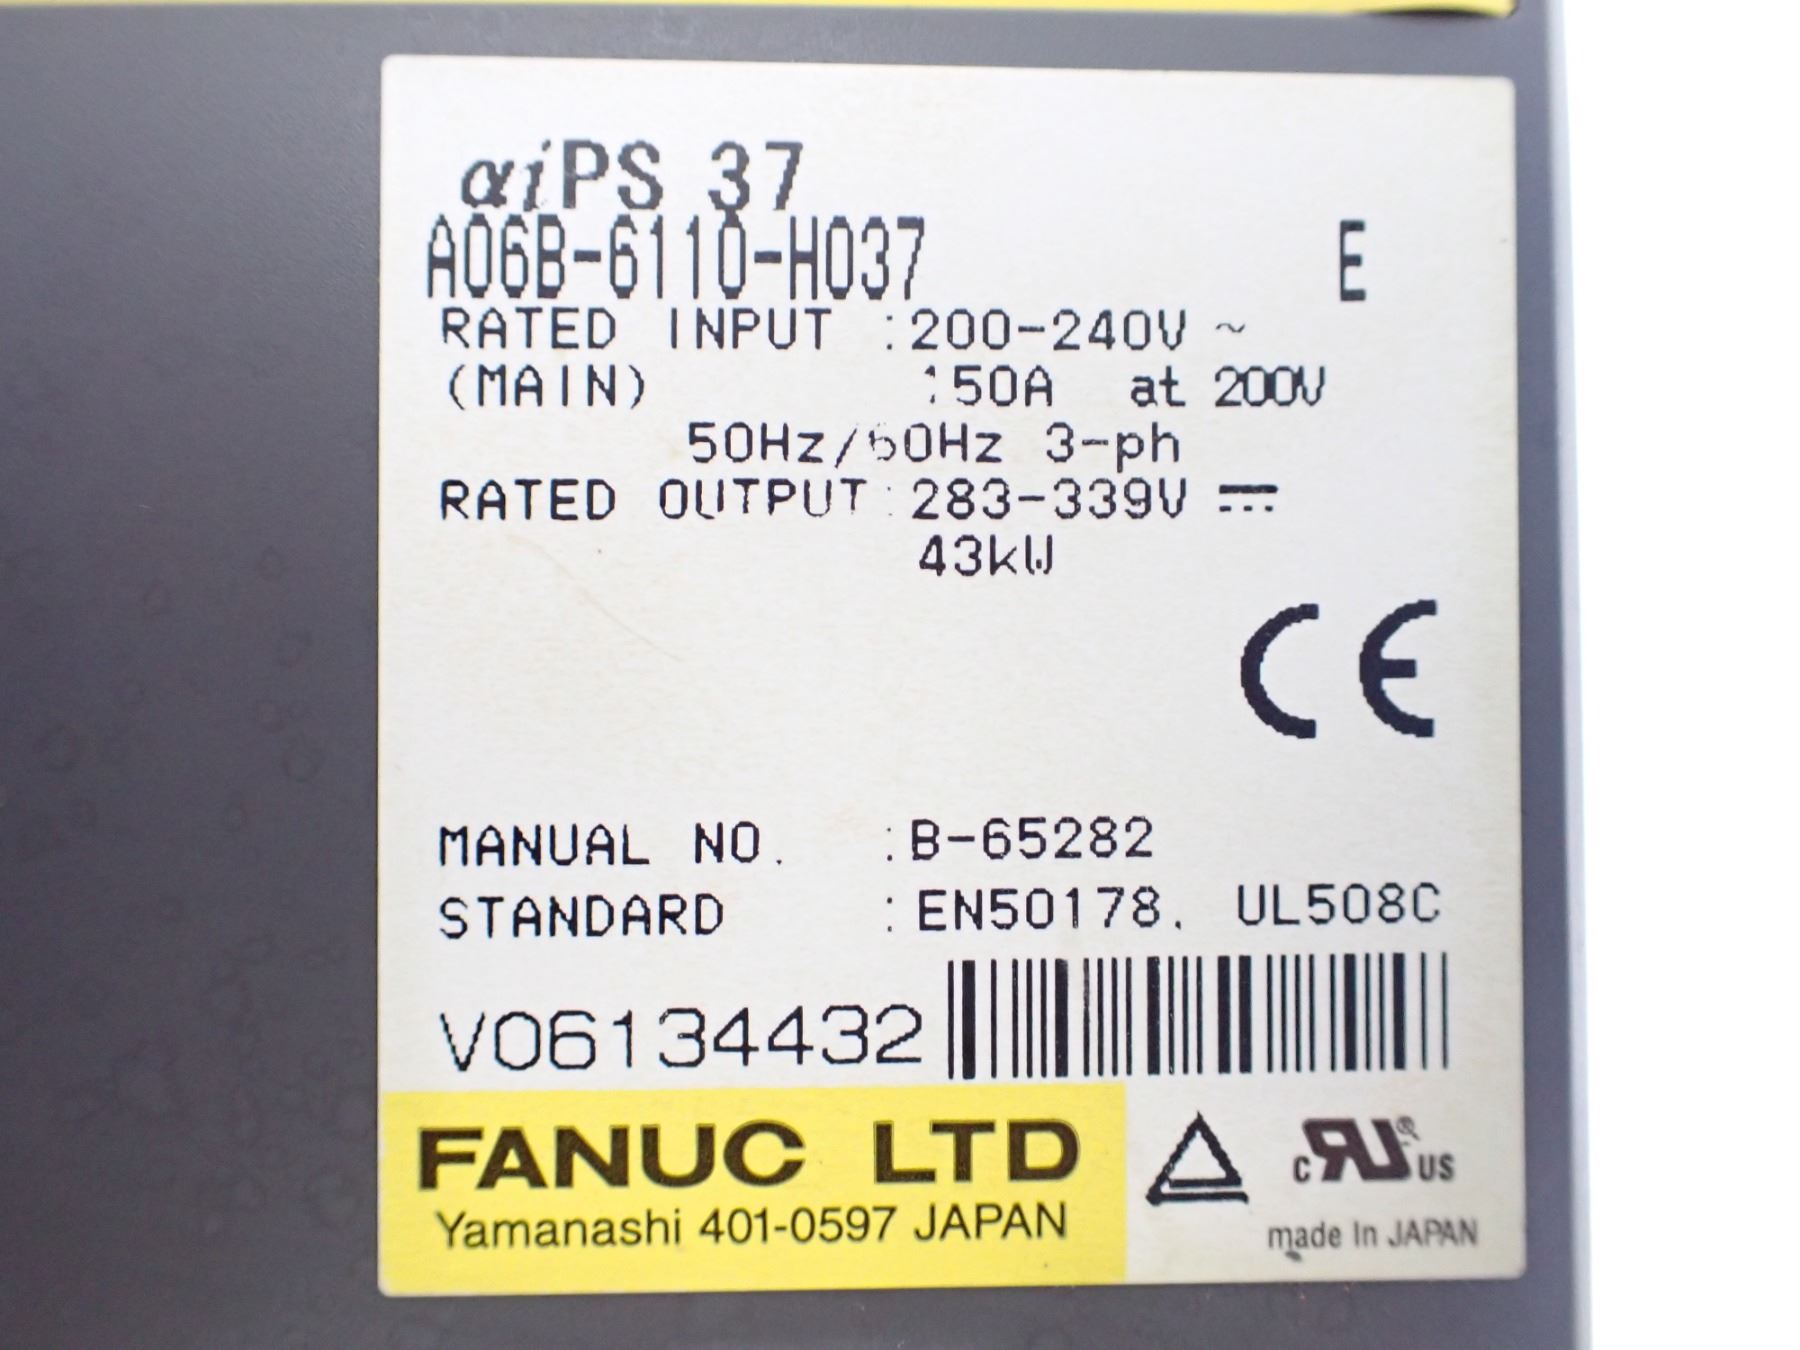 αiPS 37
A06B-6110-H037 E
RATED INPUT :200-240V ~
(MAIN) :50A at 200V
50Hz/60Hz 3-ph
RATED OUTPUT:283-339V ⎓
43kW
CE
MANUAL NO. :B-65282
STANDARD :EN50178. UL508C
V06134432
FANUC LTD
Yamanashi 401-0597 JAPAN
c RU ® US
made In JAPAN